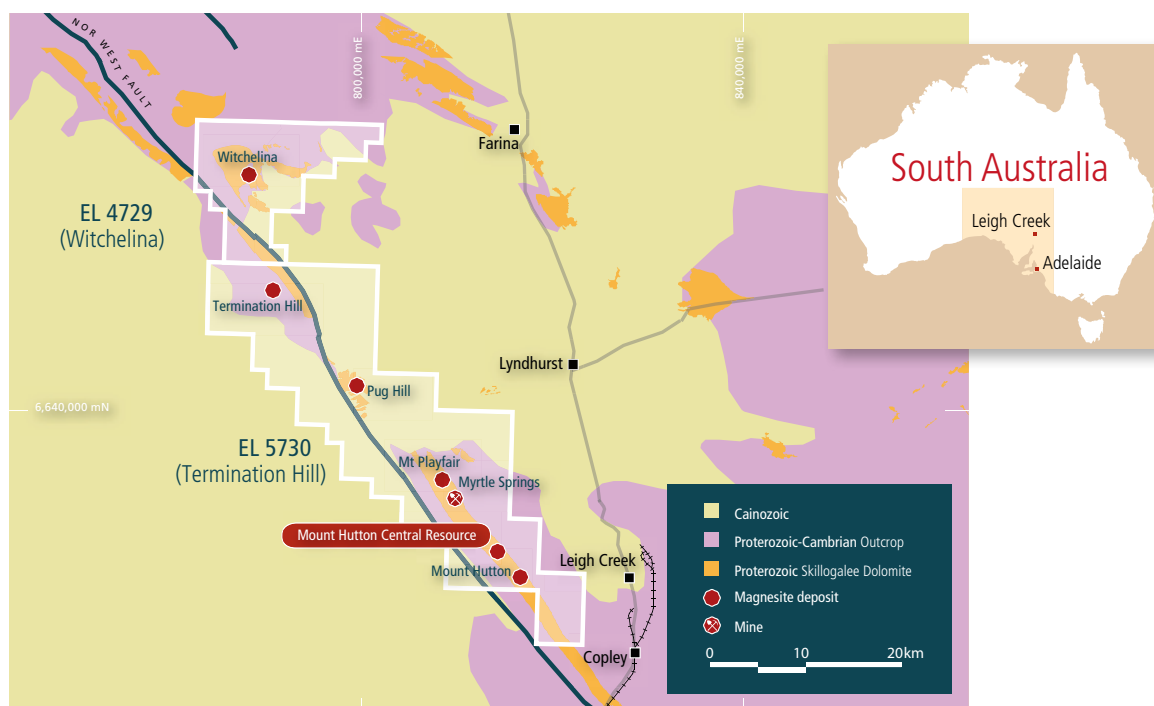 NOR WEST FAULT
800,000 mE
840,000 mE
Farina
Witchelina
EL 4729
(Witchelina)
Termination Hill
Lyndhurst
Pug Hill
6,640,000 mN
EL 5730
(Termination Hill)
Mt Playfair
Myrtle Springs
Mount Hutton Central Resource
Mount Hutton
Leigh Creek
Copley
South Australia
Leigh Creek
Adelaide
Cainozoic
Proterozoic-Cambrian Outcrop
Proterozoic Skillogalee Dolomite
Magnesite deposit
Mine
0 10 20km